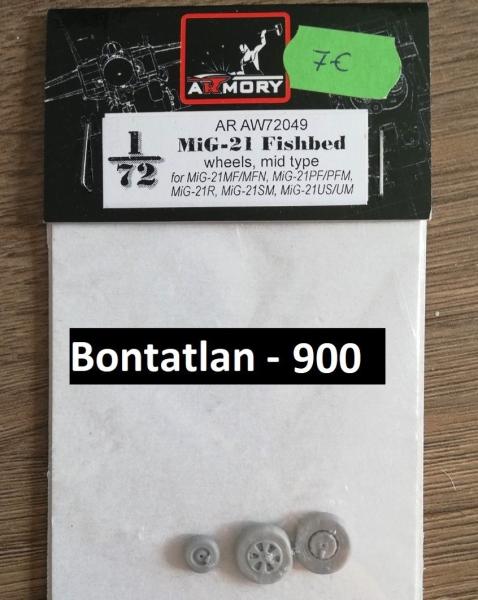 7€
ARMORY
AR AW72049
1/72
MiG-21 Fishbed
wheels, mid type
for MiG-21MF/MFN, MiG-21PF/PFM,
MiG-21R, MiG-21SM, MiG-21US/UM
Bontatlan - 900